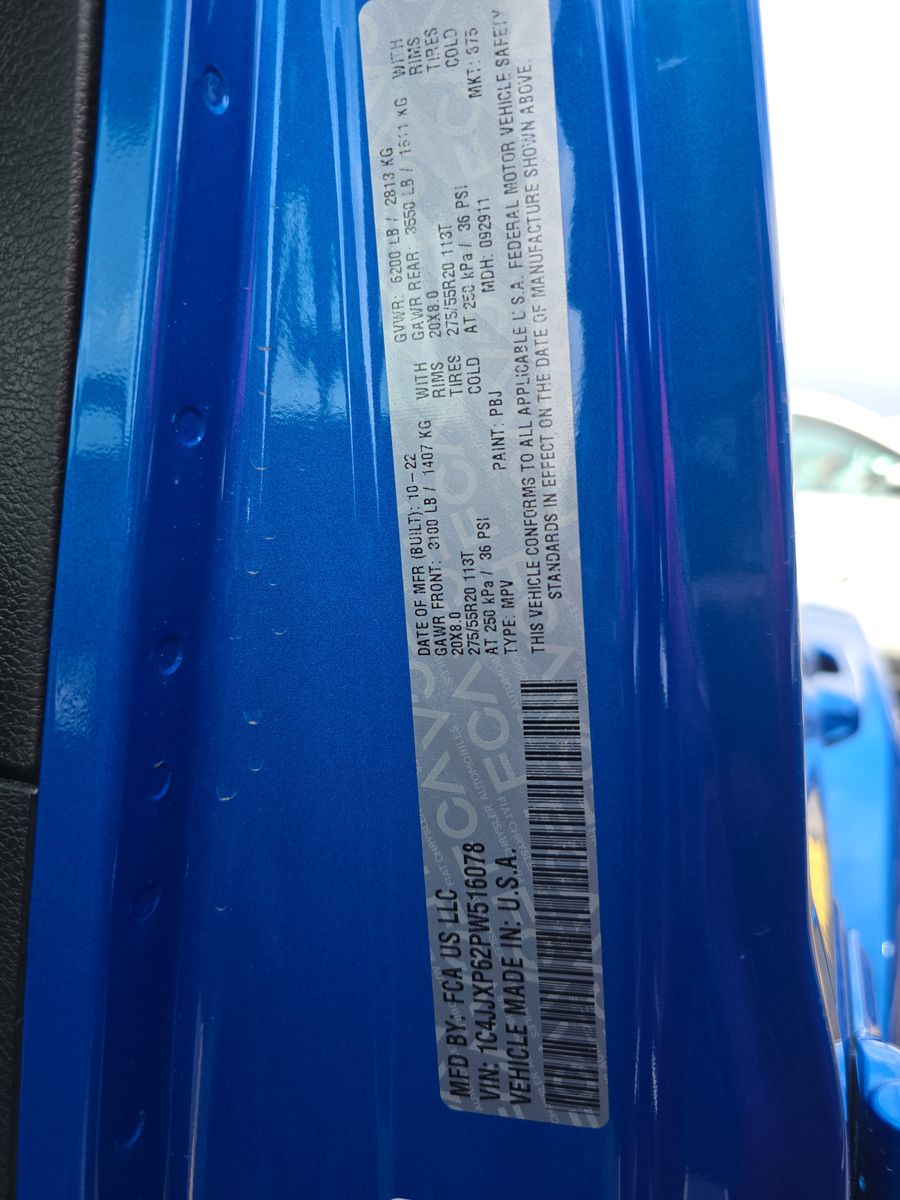 MFD BY: FCA US LLC
VIN: 1C4JJXP62PW516078
VEHICLE MADE IN: U.S.A.
DATE OF MFR (BUILT): 10-22 GVWR: 6200 LB / 2813 KG
GAWR FRONT: 3100 LB / 1407 KG WITH GAWR REAR: 3550 LB / 1611 KG WITH
20X8.0 RIMS 20X8.0 RIMS
275/55R20 113T TIRES 275/55R20 113T TIRES
AT 250 kPa / 36 PSI COLD AT 250 kPa / 36 PSI COLD
TYPE: MPV PAINT: PBJ MDH: 092911 MKT: 375
THIS VEHICLE CONFORMS TO ALL APPLICABLE U.S.A. FEDERAL MOTOR VEHICLE SAFETY
STANDARDS IN EFFECT ON THE DATE OF MANUFACTURE SHOWN ABOVE.